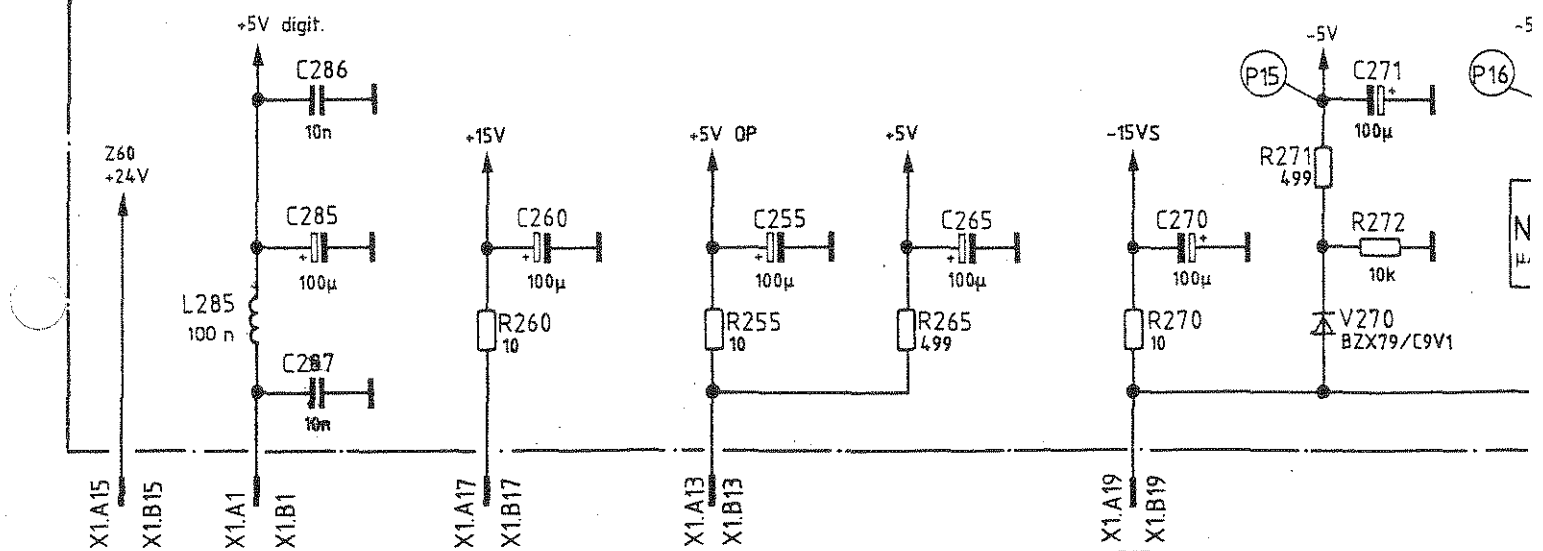 +5V digit.
C286
10n
Z60
+24V
C285
100µ
L285
100 n
C287
10n
+15V
C260
100µ
R260
10
+5V OP
C255
100µ
R255
10
+5V
C265
100µ
R265
499
-15VS
C270
100µ
R270
10
-5V
P15
C271
100µ
R271
499
R272
10k
V270
BZX79/C9V1
-5
P16
N
X1.A15
X1.B15
X1.A1
X1.B1
X1.A17
X1.B17
X1.A13
X1.B13
X1.A19
X1.B19